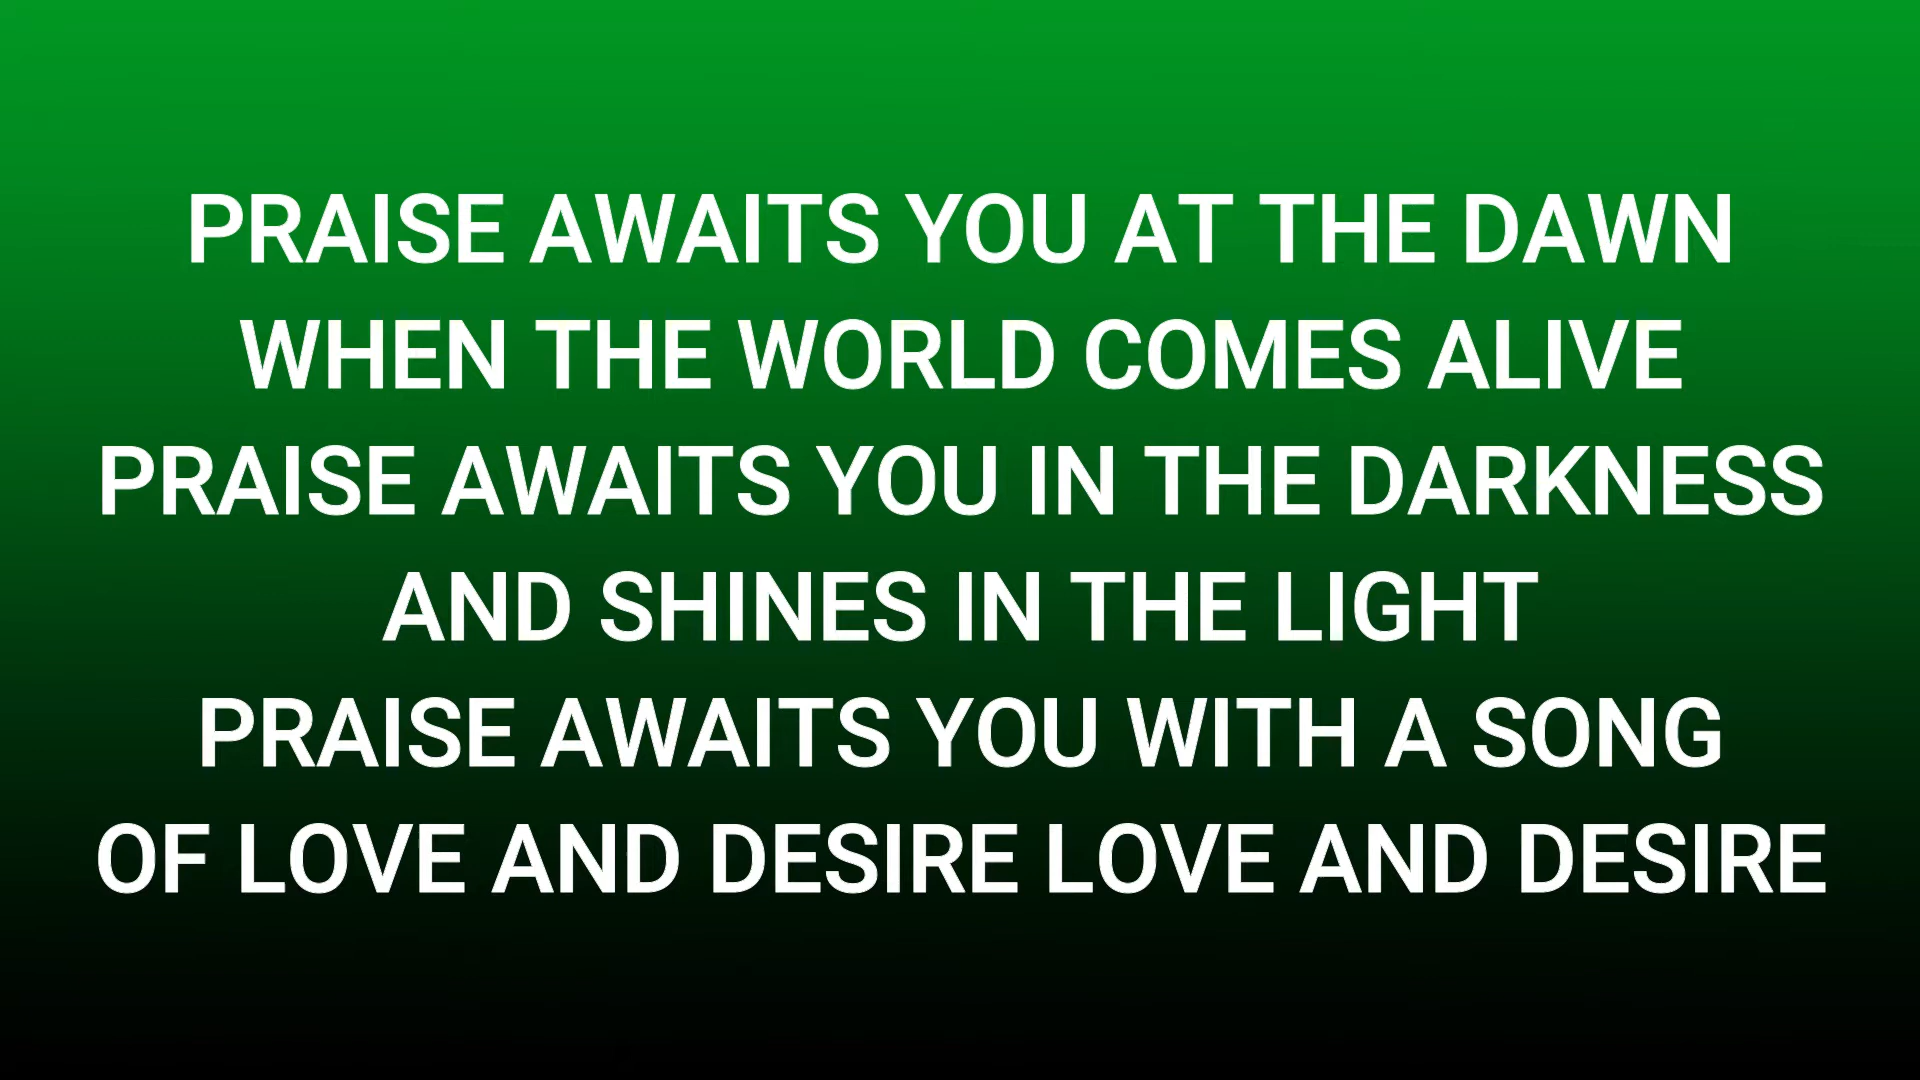 PRAISE AWAITS YOU AT THE DAWN
WHEN THE WORLD COMES ALIVE
PRAISE AWAITS YOU IN THE DARKNESS
AND SHINES IN THE LIGHT
PRAISE AWAITS YOU WITH A SONG
OF LOVE AND DESIRE LOVE AND DESIRE